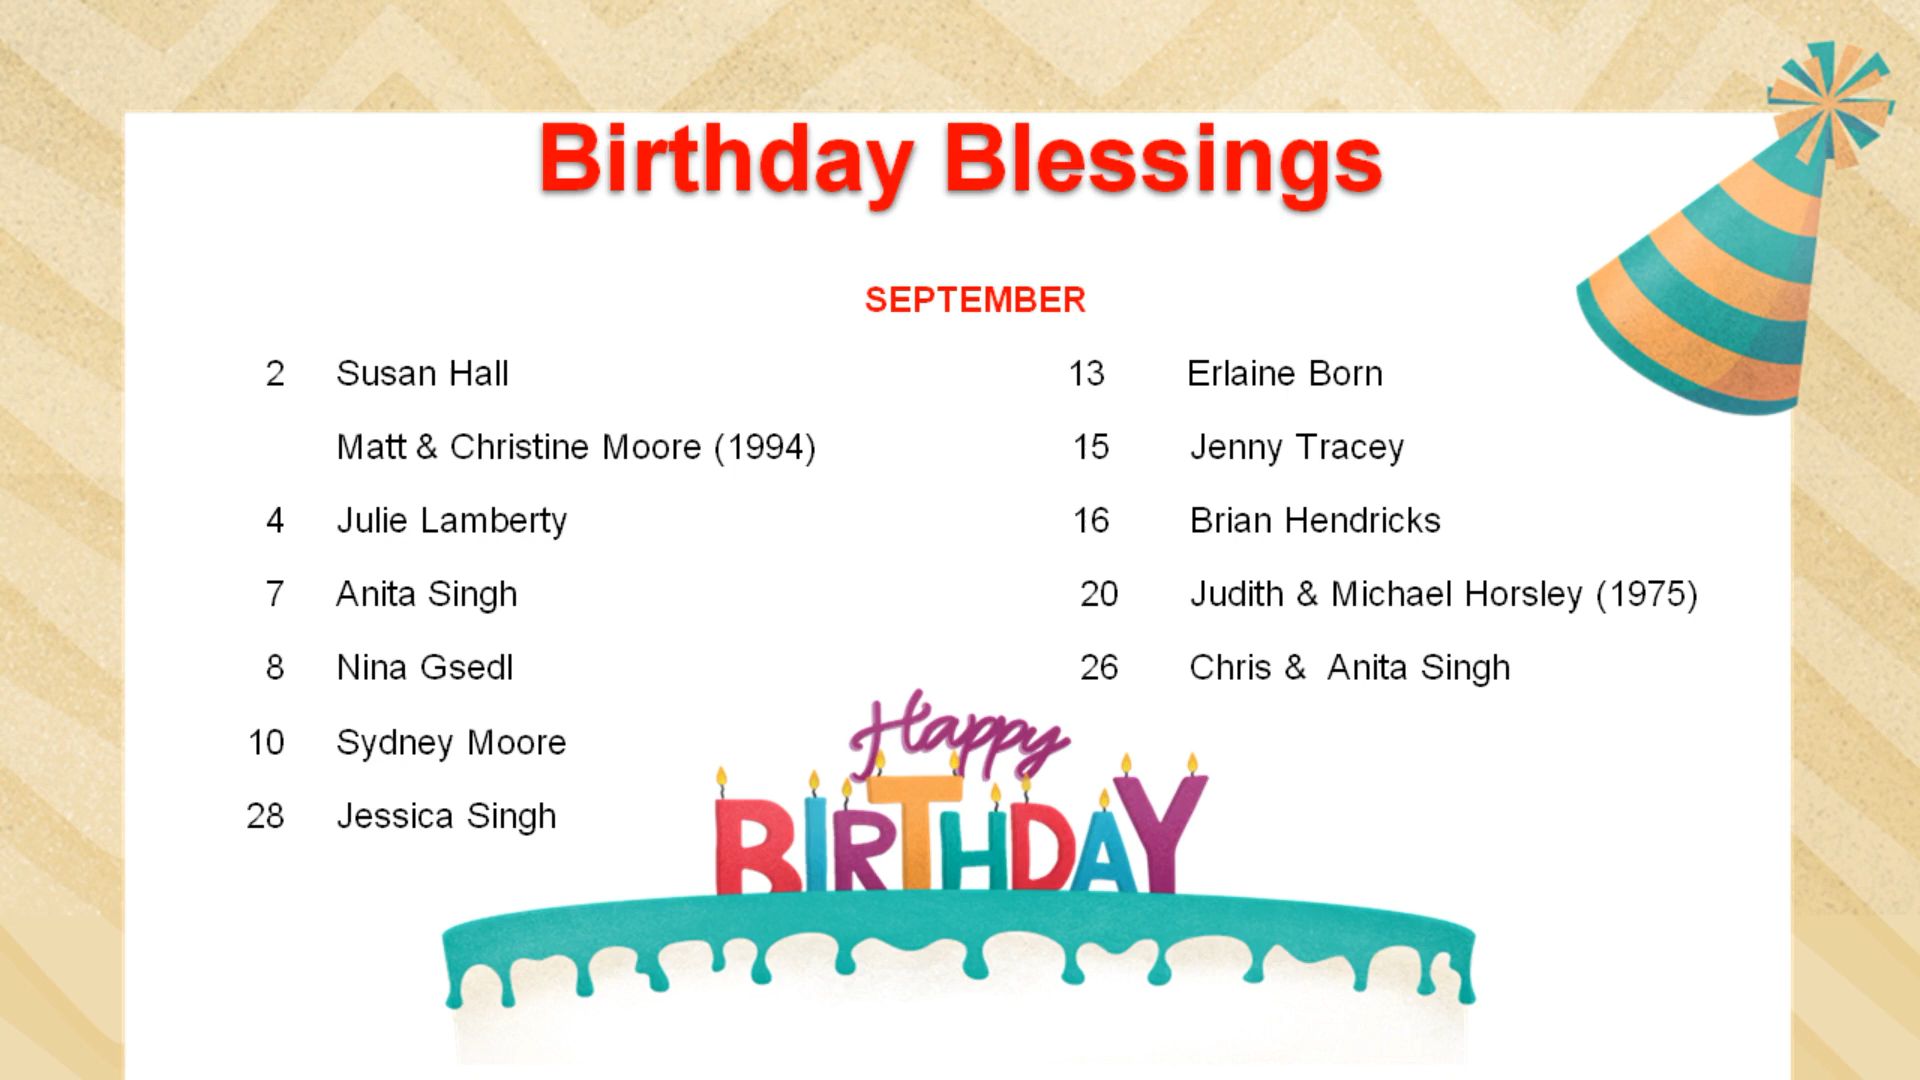 Birthday Blessings
SEPTEMBER
2 Susan Hall
Matt & Christine Moore (1994)
4 Julie Lamberty
7 Anita Singh
8 Nina Gsedl
10 Sydney Moore
28 Jessica Singh
13 Erlaine Born
15 Jenny Tracey
16 Brian Hendricks
20 Judith & Michael Horsley (1975)
26 Chris & Anita Singh
Happy
BIRTHDAY